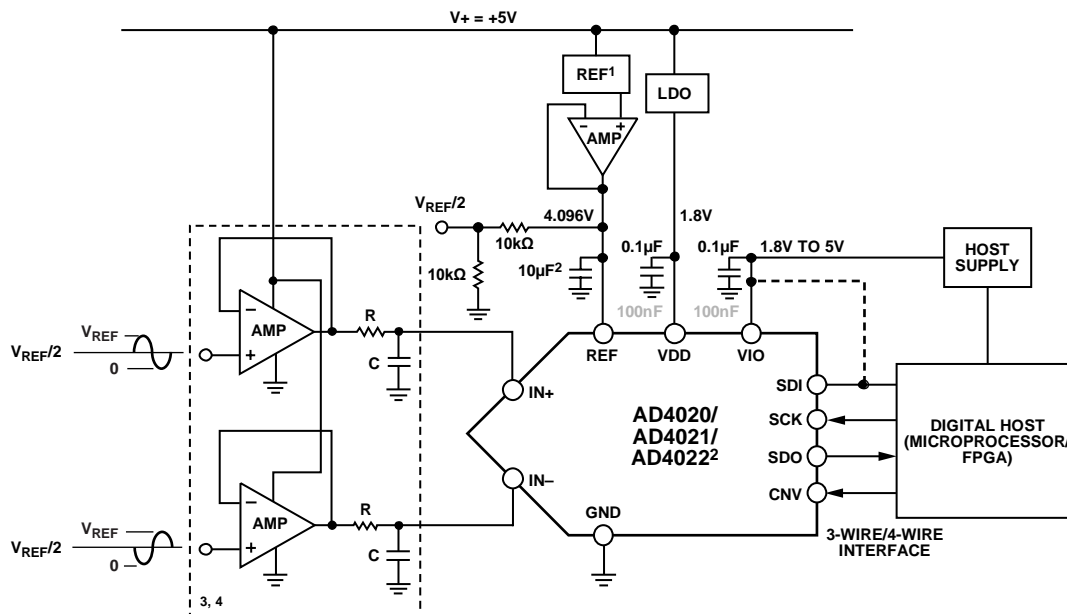 V+ = +5V
REF1
LDO
− +
AMP
VREF/2
4.096V
1.8V
10kΩ
10kΩ
10µF2
0.1µF
0.1µF
1.8V TO 5V
HOST
SUPPLY
100nF
100nF
VREF
VREF/2
0
−
AMP
+
R
C
REF
VDD
VIO
IN+
AD4020/
AD4021/
AD40222
SDI
SCK
SDO
CNV
DIGITAL HOST
(MICROPROCESSOR/
FPGA)
IN−
GND
3-WIRE/4-WIRE
INTERFACE
VREF
VREF/2
0
−
AMP
+
R
C
3, 4